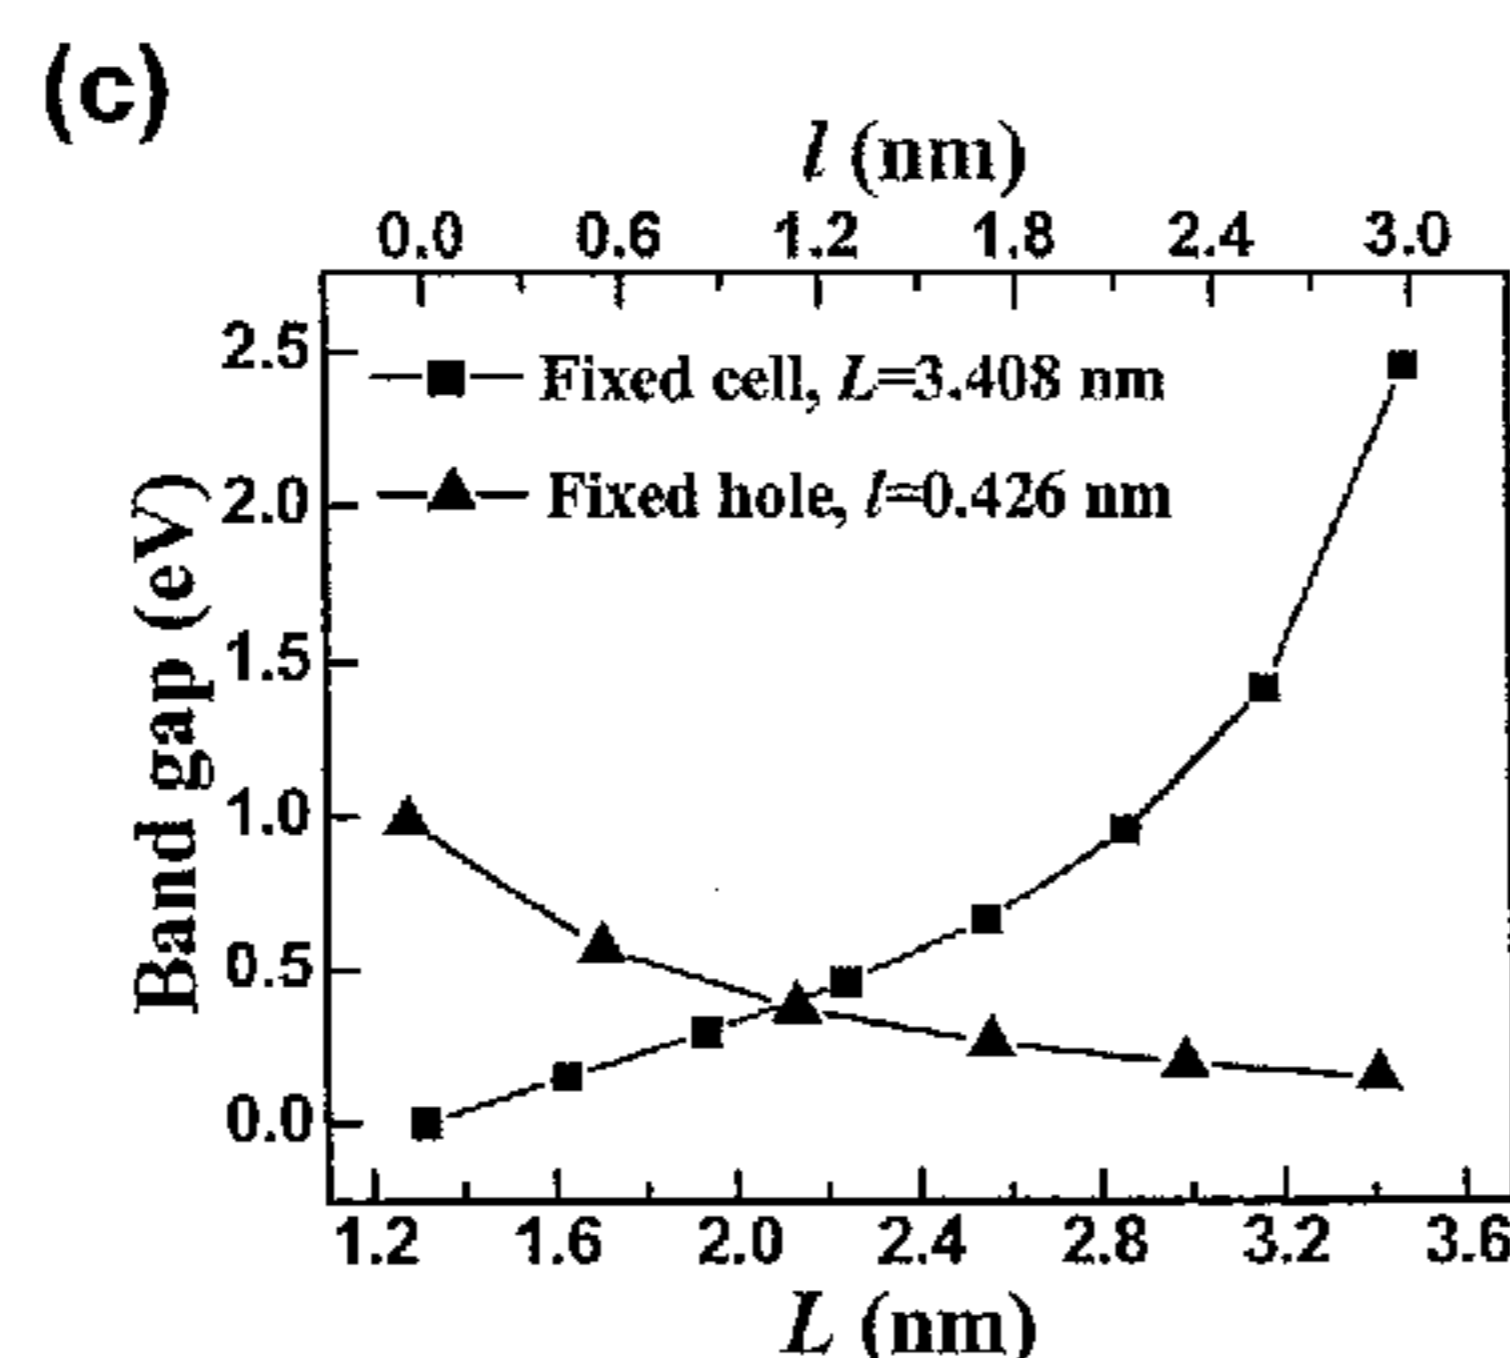 (c)
l (nm)
0.0 0.6 1.2 1.8 2.4 3.0
2.5
Fixed cell, L=3.408 nm
Fixed hole, l=0.426 nm
2.0
1.5
1.0
0.5
0.0
Band gap (eV)
1.2 1.6 2.0 2.4 2.8 3.2 3.6
L (nm)